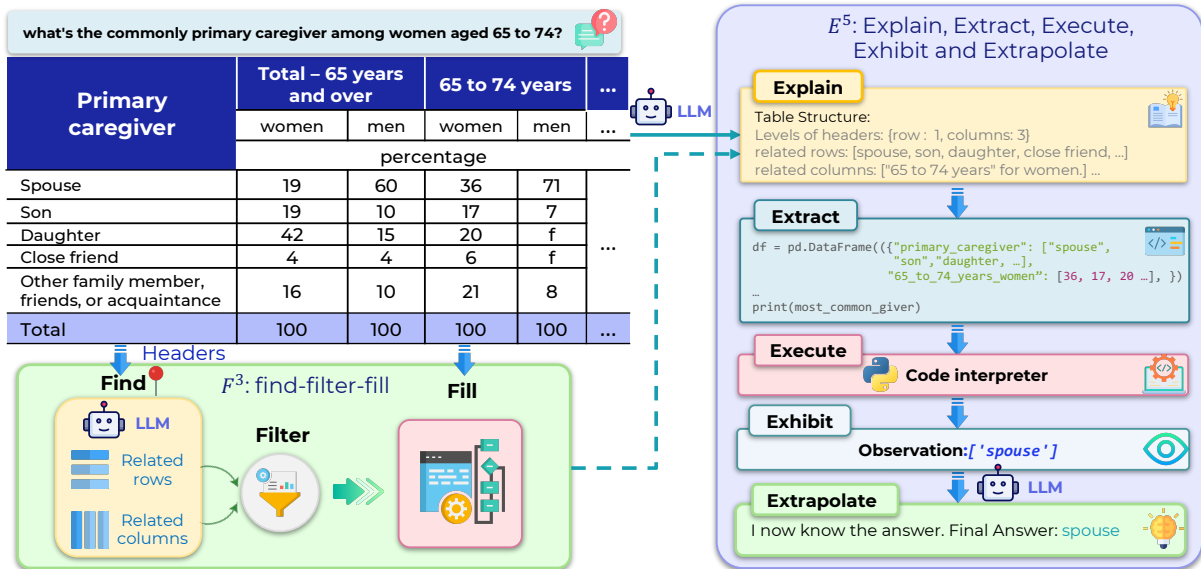 what's the commonly primary caregiver among women aged 65 to 74?
Primary
caregiver
Total – 65 years
and over
65 to 74 years
...
women
men
women
men
...
percentage
Spouse 19 60 36 71
Son 19 10 17 7
Daughter 42 15 20 f
...
Close friend 4 4 6 f
Other family member,
friends, or acquaintance 16 10 21 8
Total 100 100 100 100 ...
Headers
F³: find-filter-fill
Find
LLM
Related
rows
Related
columns
Filter
Fill
LLM
E⁵: Explain, Extract, Execute,
Exhibit and Extrapolate
Explain
Table Structure:
Levels of headers: {row : 1, columns: 3}
related rows: [spouse, son, daughter, close friend, ...]
related columns: ["65 to 74 years" for women.] ...
Extract
df = pd.DataFrame(({"primary_caregiver": ["spouse",
"son","daughter, …],
"65_to_74_years_women”: [36, 17, 20 …], })
…
print(most_common_giver)
</>
Execute
Code interpreter
</>
Exhibit
Observation:['spouse']
LLM
Extrapolate
I now know the answer. Final Answer: spouse